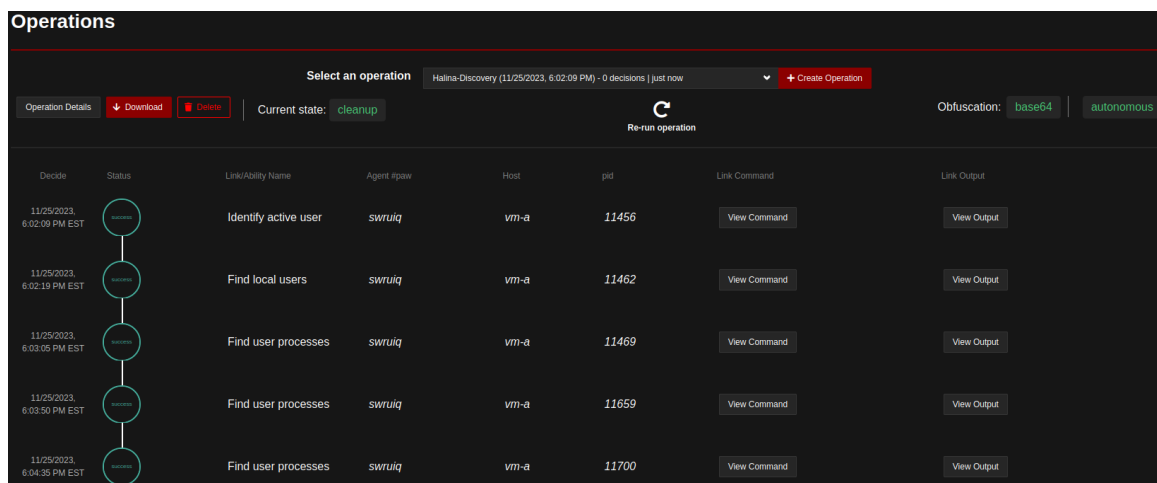 Operations
Select an operation Halina-Discovery (11/25/2023, 6:02:09 PM) - 0 decisions | just now + Create Operation
Operation Details Download Delete Current state: cleanup Re-run operation Obfuscation: base64 autonomous
Decide Status Link/Ability Name Agent #paw Host pid Link Command Link Output
11/25/2023, 6:02:09 PM EST success Identify active user swruiq vm-a 11456 View Command View Output
11/25/2023, 6:02:19 PM EST success Find local users swruiq vm-a 11462 View Command View Output
11/25/2023, 6:03:05 PM EST success Find user processes swruiq vm-a 11469 View Command View Output
11/25/2023, 6:03:50 PM EST success Find user processes swruiq vm-a 11659 View Command View Output
11/25/2023, 6:04:35 PM EST success Find user processes swruiq vm-a 11700 View Command View Output